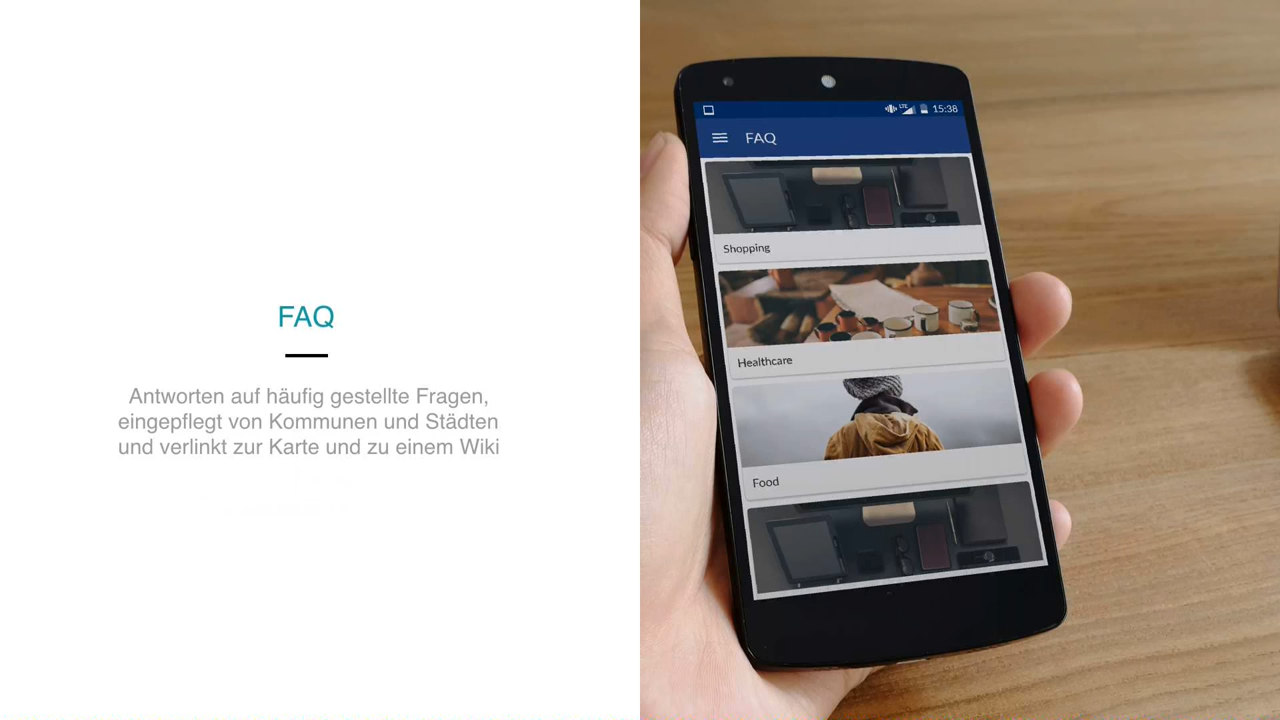 FAQ
Antworten auf häufig gestellte Fragen,
eingepflegt von Kommunen und Städten
und verlinkt zur Karte und zu einem Wiki
LTE
15:38
FAQ
Shopping
Healthcare
Food